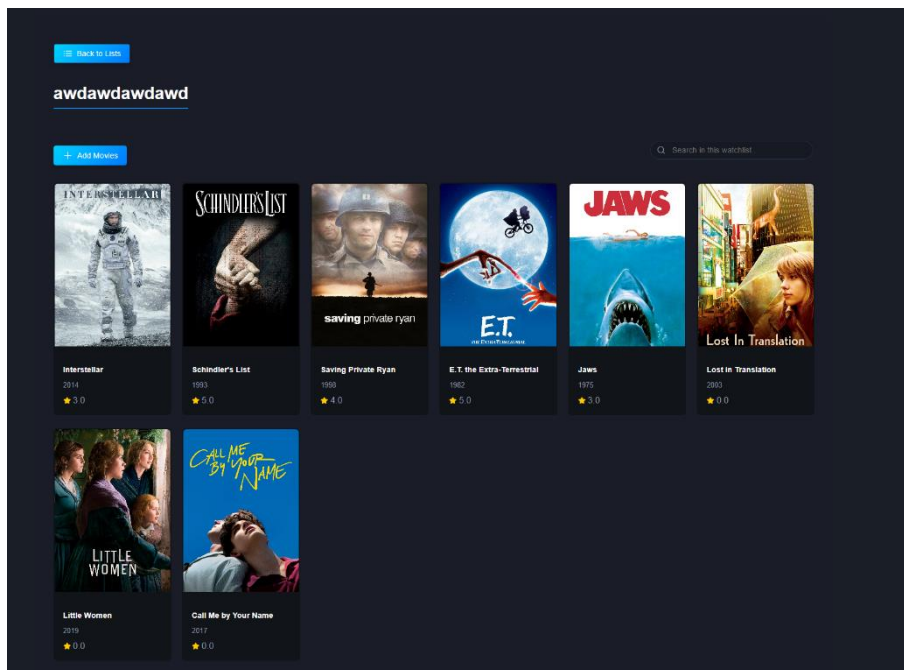 Back to Lists
awdawdawdawd
Add Movies
Search in this watchlist
INTERSTELLAR
SCHINDLER'S LIST
saving private ryan
E.T.
THE EXTRA-TERRESTRIAL
JAWS
Lost In Translation
Interstellar
2014
3.0
Schindler's List
1993
5.0
Saving Private Ryan
1998
4.0
E.T. the Extra-Terrestrial
1982
5.0
Jaws
1975
3.0
Lost in Translation
2003
0.0
LITTLE
WOMEN
CALL ME
BY YOUR
NAME
Little Women
2019
0.0
Call Me by Your Name
2017
0.0